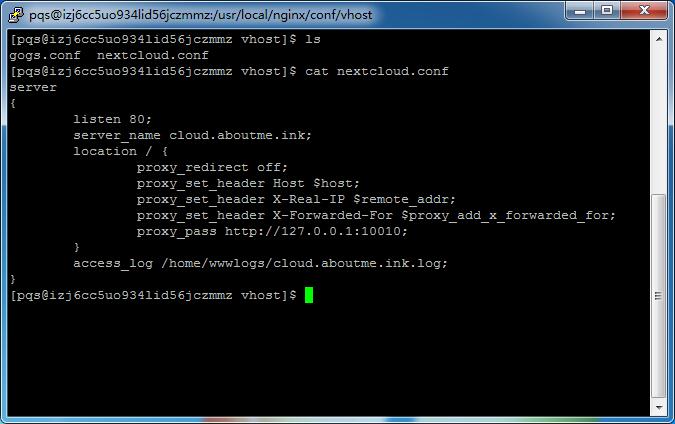 pqs@izj6cc5uo934lid56jczmmz:/usr/local/nginx/conf/vhost
[pqs@izj6cc5uo934lid56jczmmz vhost]$ ls
gogs.conf  nextcloud.conf
[pqs@izj6cc5uo934lid56jczmmz vhost]$ cat nextcloud.conf
server
{
        listen 80;
        server_name cloud.aboutme.ink;
        location / {
                proxy_redirect off;
                proxy_set_header Host $host;
                proxy_set_header X-Real-IP $remote_addr;
                proxy_set_header X-Forwarded-For $proxy_add_x_forwarded_for;
                proxy_pass http://127.0.0.1:10010;
        }
        access_log /home/wwwlogs/cloud.aboutme.ink.log;
}
[pqs@izj6cc5uo934lid56jczmmz vhost]$